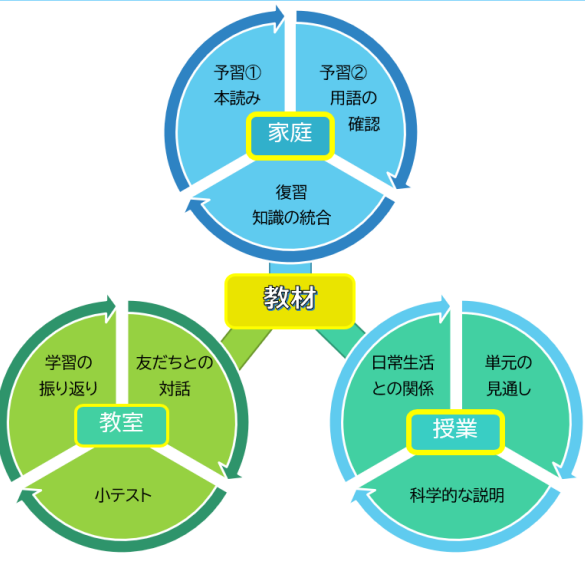 予習①
本読み
予習②
用語の
確認
家庭
復習
知識の統合
教材
学習の
振り返り
友だちとの
対話
教室
小テスト
日常生活
との関係
単元の
見通し
授業
科学的な説明